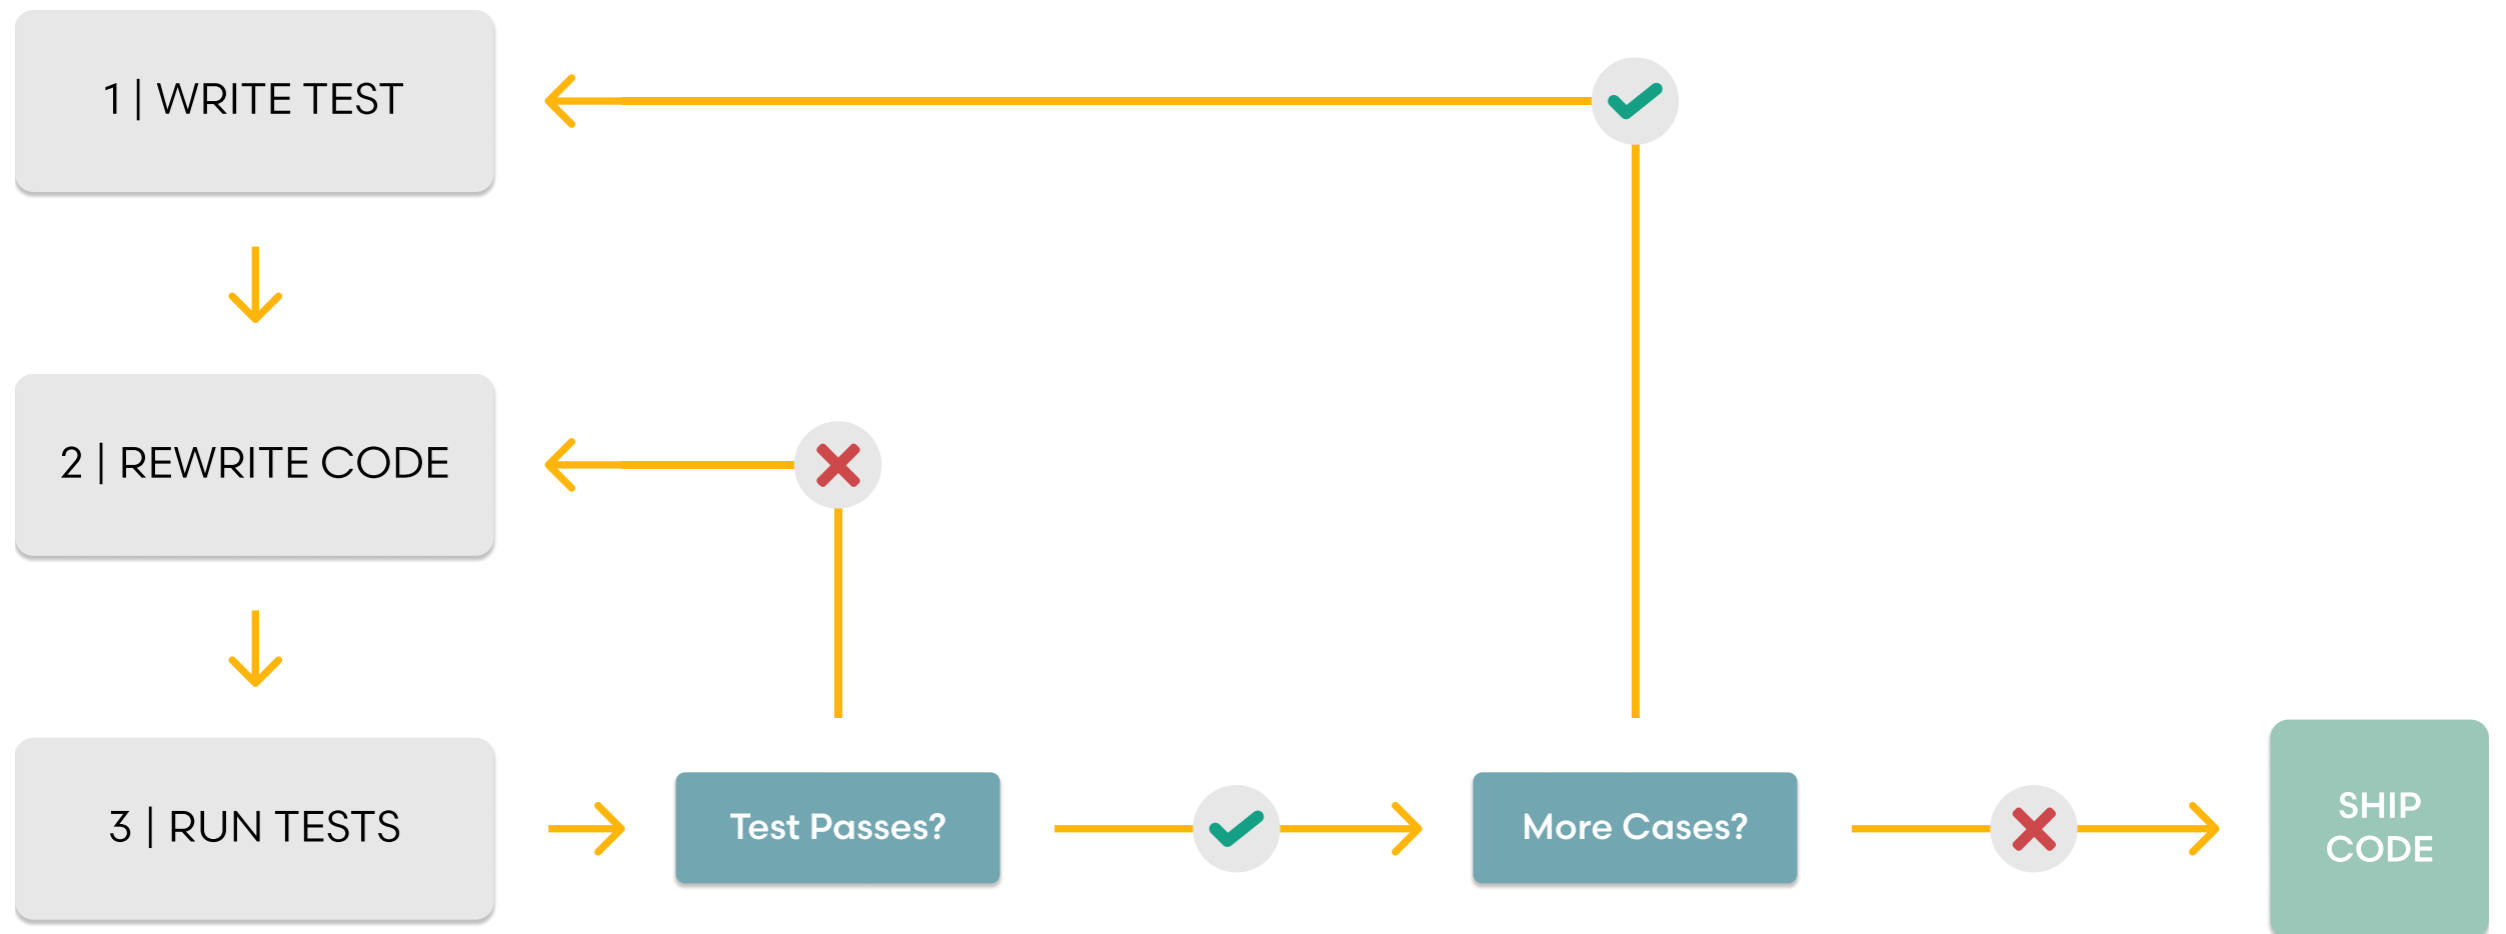 1 | WRITE TEST
2 | REWRITE CODE
3 | RUN TESTS
Test Passes?
More Cases?
SHIP
CODE